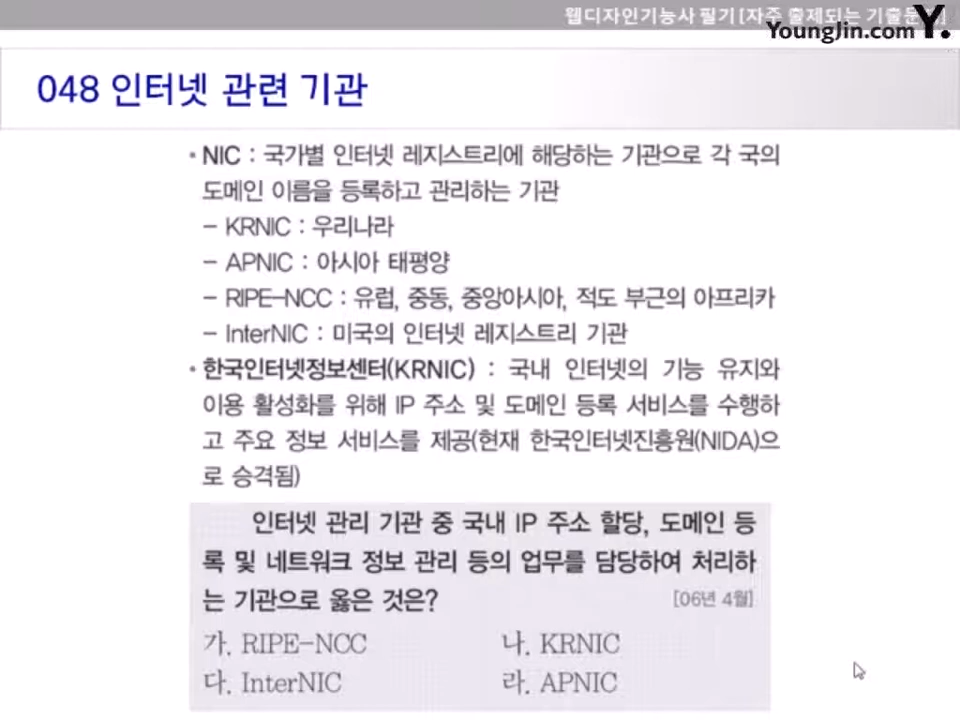 웹디자인기능사 필기[자주 출제되는 기출문제]
YoungJin.com Y.
048 인터넷 관련 기관
• NIC : 국가별 인터넷 레지스트리에 해당하는 기관으로 각 국의
도메인 이름을 등록하고 관리하는 기관
– KRNIC : 우리나라
– APNIC : 아시아 태평양
– RIPE-NCC : 유럽, 중동, 중앙아시아, 적도 부근의 아프리카
– InterNIC : 미국의 인터넷 레지스트리 기관
• 한국인터넷정보센터(KRNIC) : 국내 인터넷의 기능 유지와
이용 활성화를 위해 IP 주소 및 도메인 등록 서비스를 수행하
고 주요 정보 서비스를 제공(현재 한국인터넷진흥원(NIDA)으
로 승격됨)
인터넷 관리 기관 중 국내 IP 주소 할당, 도메인 등
록 및 네트워크 정보 관리 등의 업무를 담당하여 처리하
는 기관으로 옳은 것은? [06년 4월]
가. RIPE-NCC 나. KRNIC
다. InterNIC 라. APNIC